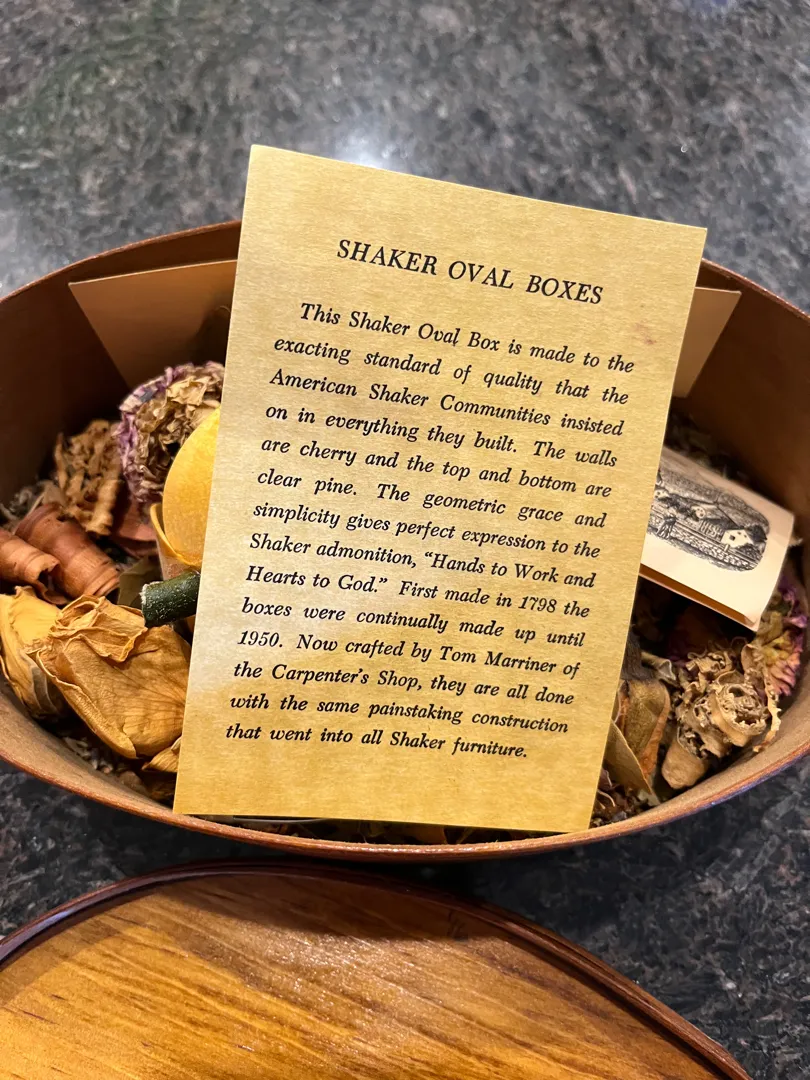 SHAKER OVAL BOXES
This Shaker Oval Box is made to the
exacting standard of quality that the
American Shaker Communities insisted
on in everything they built. The walls
are cherry and the top and bottom are
clear pine. The geometric grace and
simplicity gives perfect expression to the
Shaker admonition, “Hands to Work and
Hearts to God.” First made in 1798 the
boxes were continually made up until
1950. Now crafted by Tom Marriner of
the Carpenter's Shop, they are all done
with the same painstaking construction
that went into all Shaker furniture.